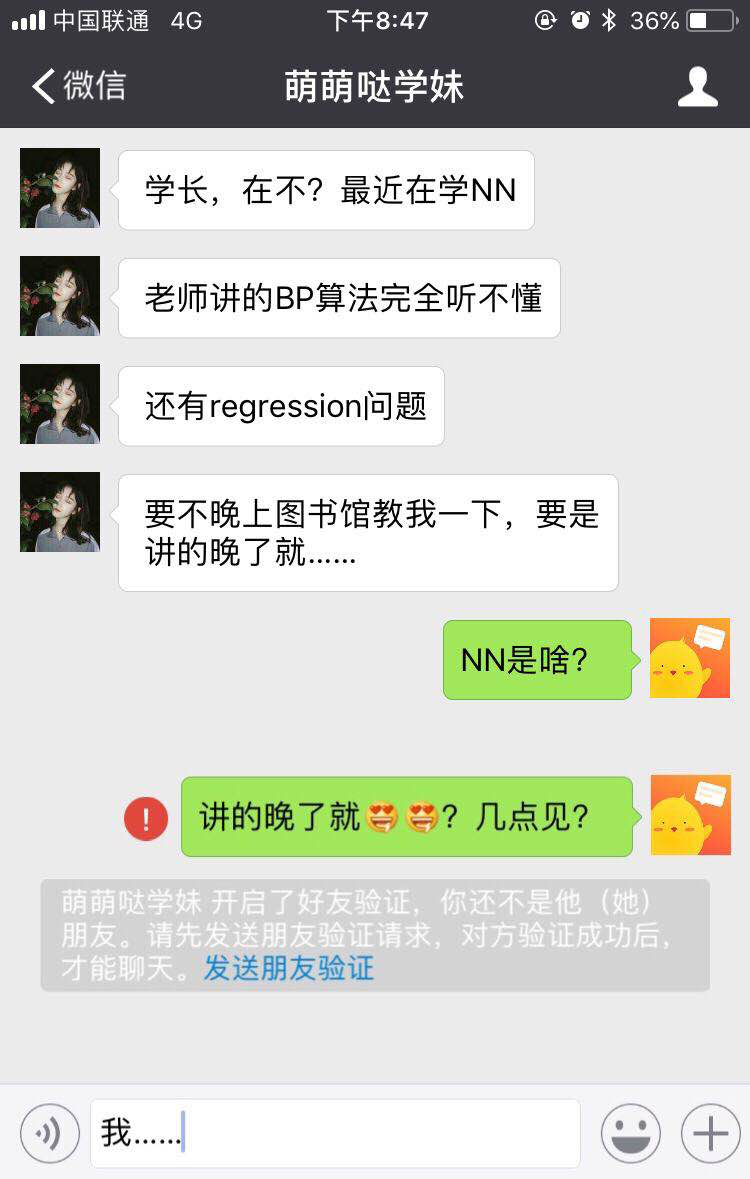 中国联通 4G 下午8:47 36%
微信 萌萌哒学妹
学长，在不？最近在学NN
老师讲的BP算法完全听不懂
还有regression问题
要不晚上图书馆教我一下，要是
讲的晚了就……
NN是啥？
讲的晚了就😍😍？几点见？
萌萌哒学妹 开启了好友验证，你还不是他（她）
朋友。请先发送朋友验证请求，对方验证成功后，
才能聊天。发送朋友验证
我……